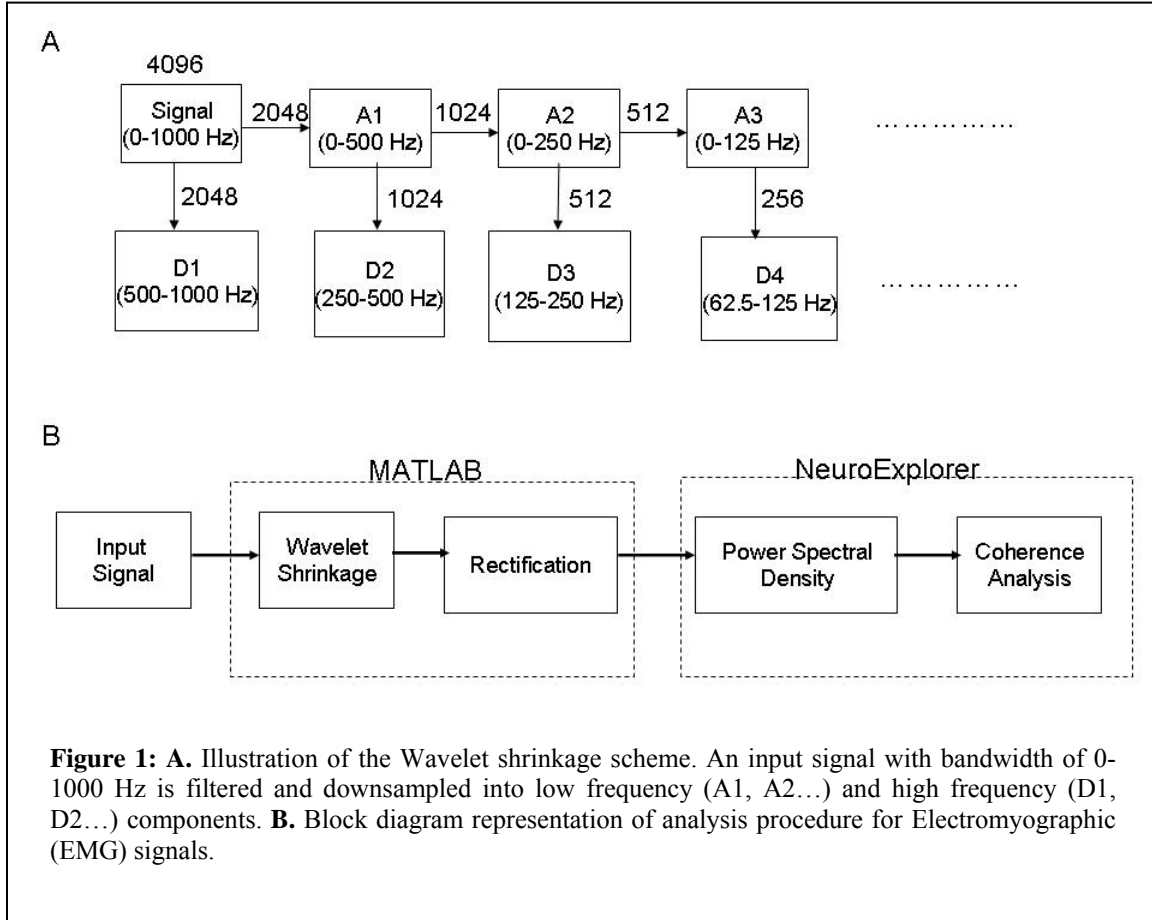 A
4096
Signal
(0-1000 Hz)
2048
A1
(0-500 Hz)
1024
A2
(0-250 Hz)
512
A3
(0-125 Hz)
……………
2048
1024
512
256
D1
(500-1000 Hz)
D2
(250-500 Hz)
D3
(125-250 Hz)
D4
(62.5-125 Hz)
……………
B
MATLAB
NeuroExplorer
Input
Signal
Wavelet
Shrinkage
Rectification
Power Spectral
Density
Coherence
Analysis
Figure 1: A. Illustration of the Wavelet shrinkage scheme. An input signal with bandwidth of 0-
1000 Hz is filtered and downsampled into low frequency (A1, A2…) and high frequency (D1,
D2…) components. B. Block diagram representation of analysis procedure for Electromyographic
(EMG) signals.